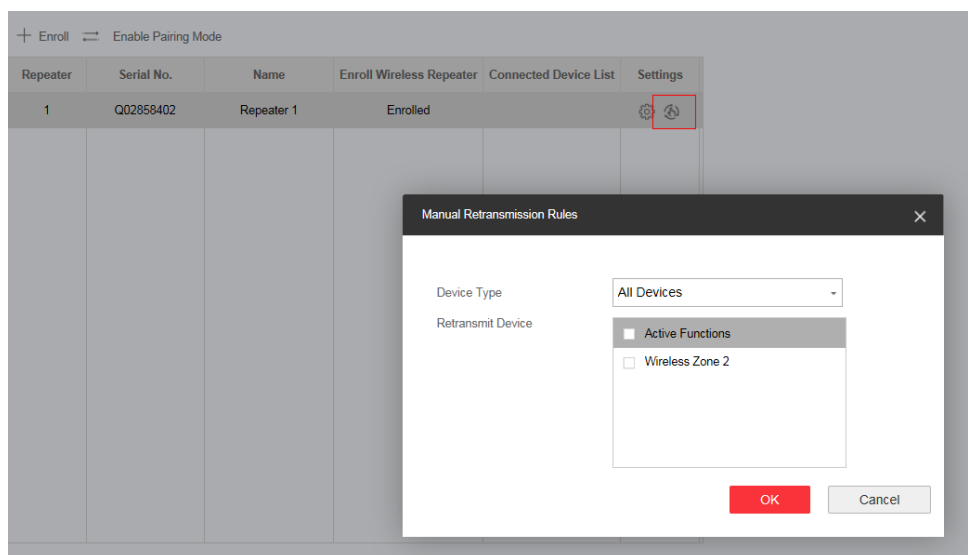 Enroll Enable Pairing Mode
Repeater Serial No. Name Enroll Wireless Repeater Connected Device List Settings
1 Q02858402 Repeater 1 Enrolled
Manual Retransmission Rules
Device Type All Devices
Retransmit Device
Active Functions
Wireless Zone 2
OK Cancel